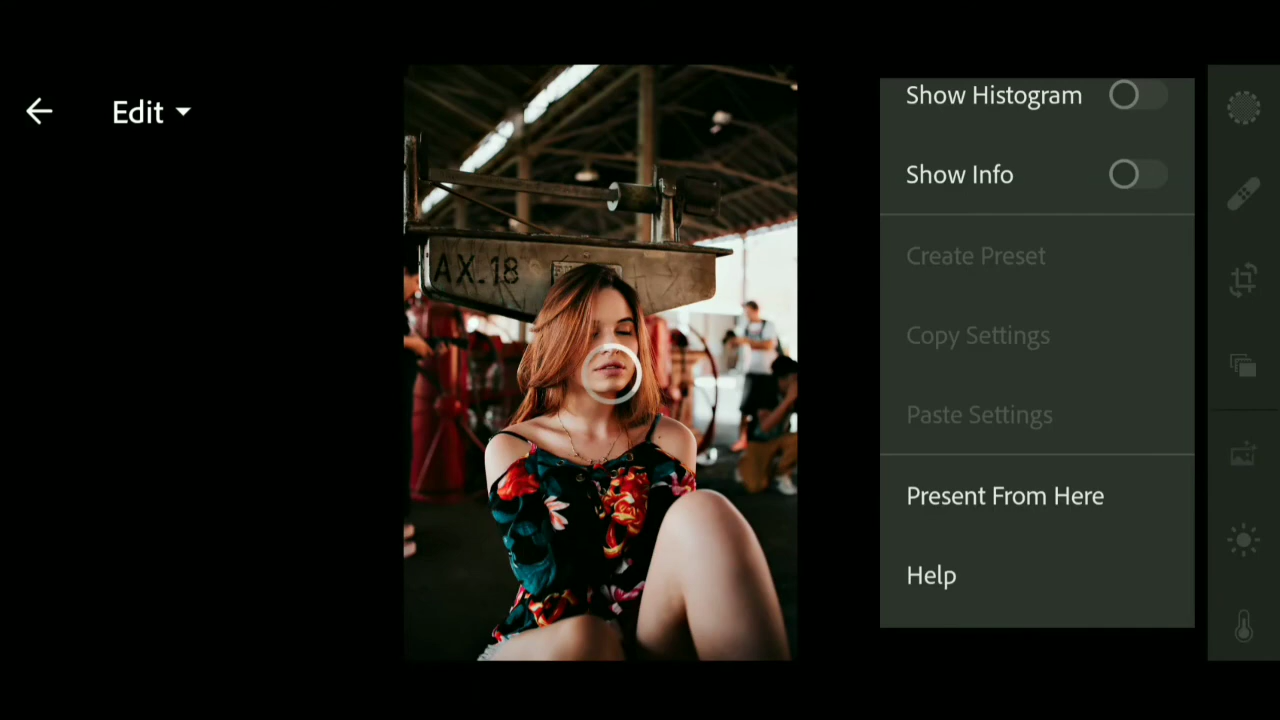 Edit
Show Histogram
Show Info
Create Preset
Copy Settings
Paste Settings
Present From Here
Help
AX.18